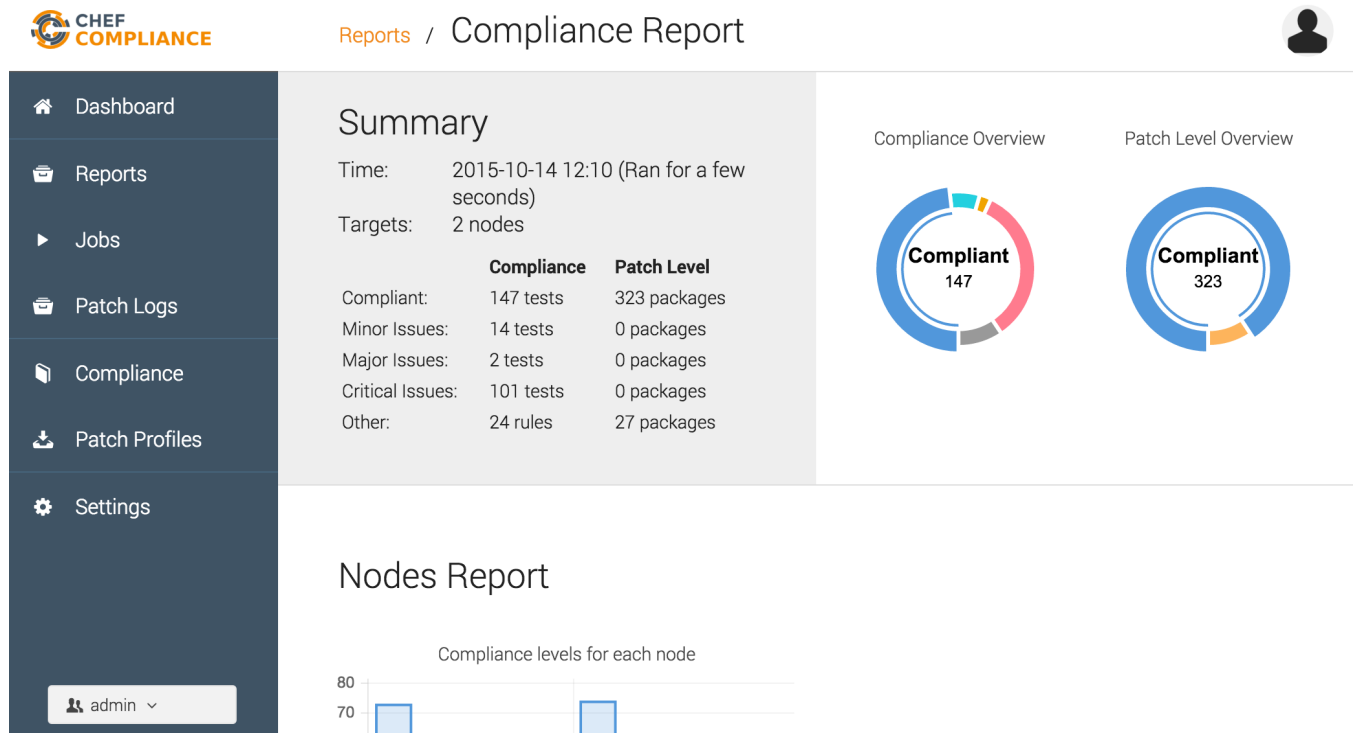 CHEF
COMPLIANCE
Reports / Compliance Report
Dashboard
Reports
Jobs
Patch Logs
Compliance
Patch Profiles
Settings
admin
Summary
Time: 2015-10-14 12:10 (Ran for a few
seconds)
Targets: 2 nodes
Compliance Patch Level
Compliant: 147 tests 323 packages
Minor Issues: 14 tests 0 packages
Major Issues: 2 tests 0 packages
Critical Issues: 101 tests 0 packages
Other: 24 rules 27 packages
Compliance Overview
Compliant
147
Patch Level Overview
Compliant
323
Nodes Report
Compliance levels for each node
80
70